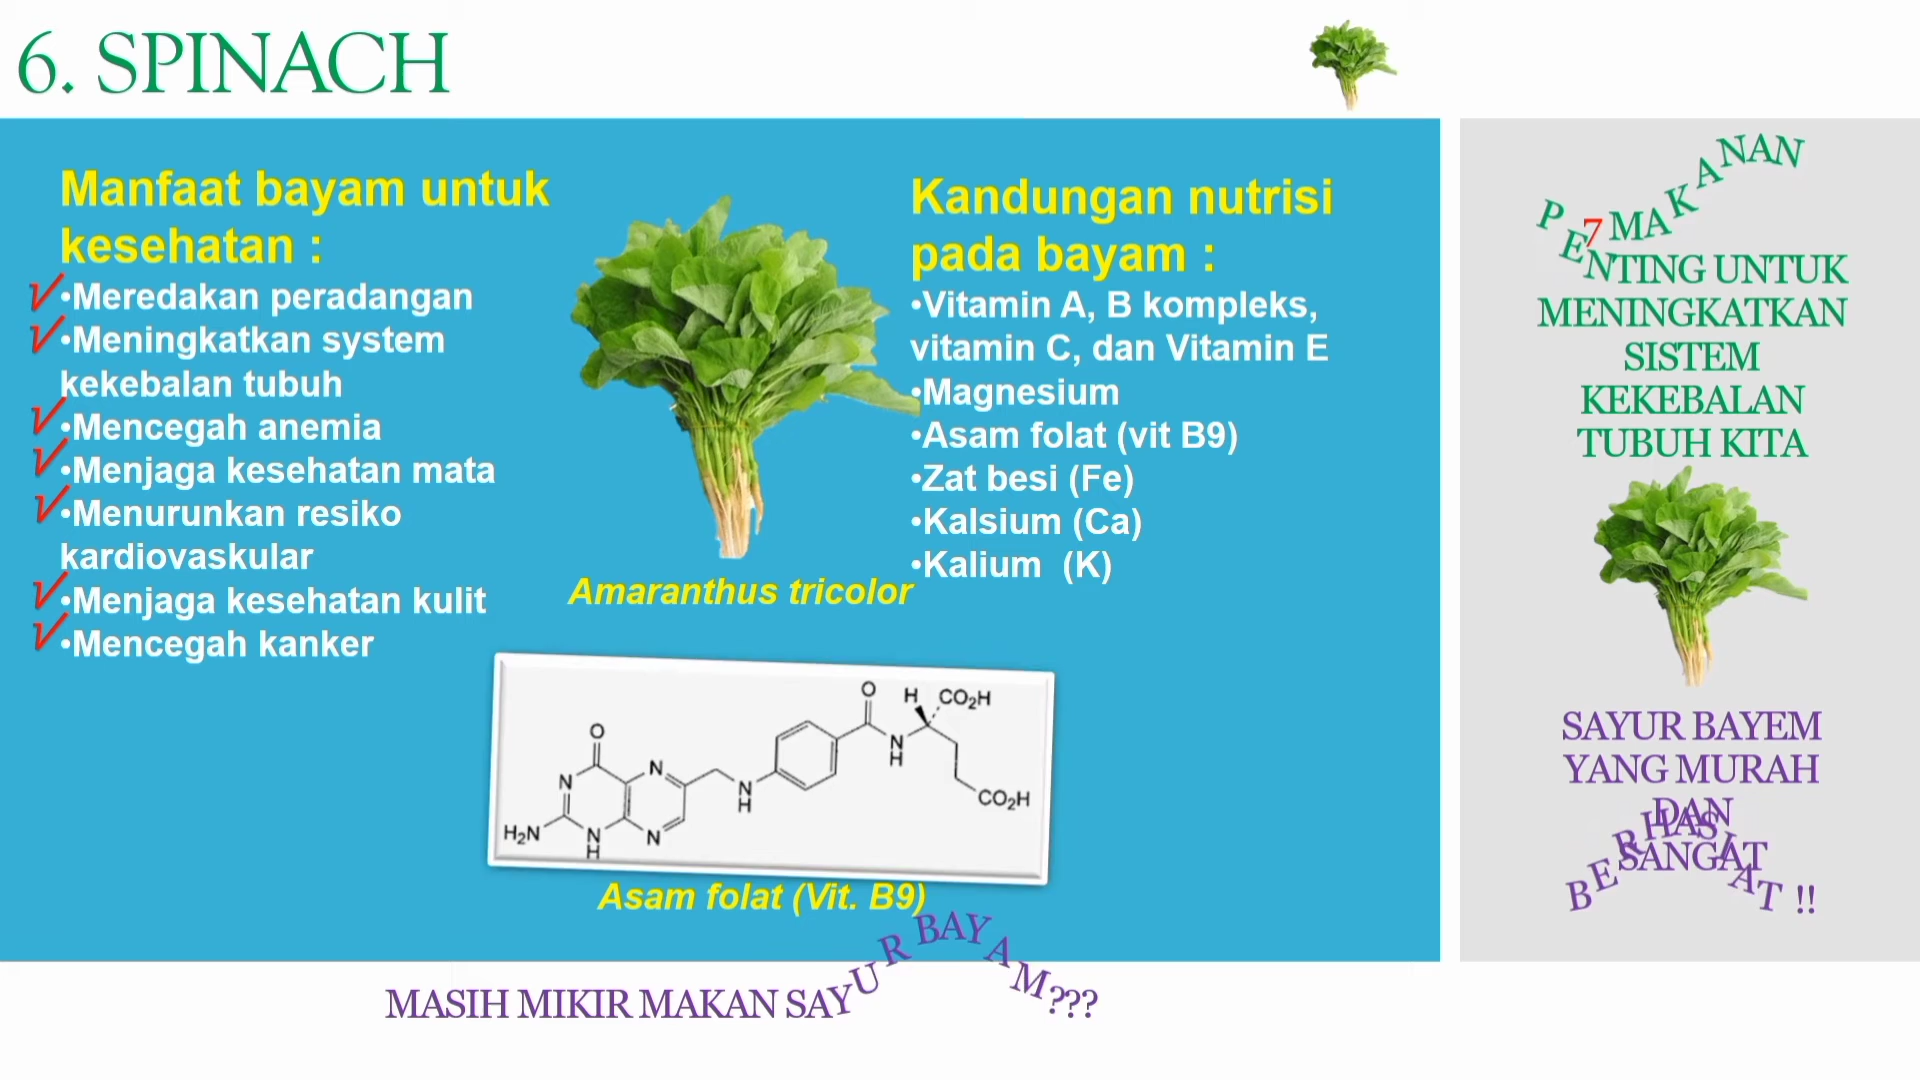 6. SPINACH
Manfaat bayam untuk
kesehatan :
√•Meredakan peradangan
√•Meningkatkan system
kekebalan tubuh
√•Mencegah anemia
√•Menjaga kesehatan mata
√•Menurunkan resiko
kardiovaskular
√•Menjaga kesehatan kulit
√•Mencegah kanker
Amaranthus tricolor
Kandungan nutrisi
pada bayam :
•Vitamin A, B kompleks,
vitamin C, dan Vitamin E
•Magnesium
•Asam folat (vit B9)
•Zat besi (Fe)
•Kalsium (Ca)
•Kalium (K)
O
H CO₂H
O
N
N
N
H
N
H
CO₂H
H₂N
N
H
N
Asam folat (Vit. B9)
MASIH MIKIR MAKAN SAYUR BAYAM???
7 MAKANAN
PENTING UNTUK
MENINGKATKAN
SISTEM
KEKEBALAN
TUBUH KITA
SAYUR BAYEM
YANG MURAH
DAN
SANGAT
BERHASIAT !!